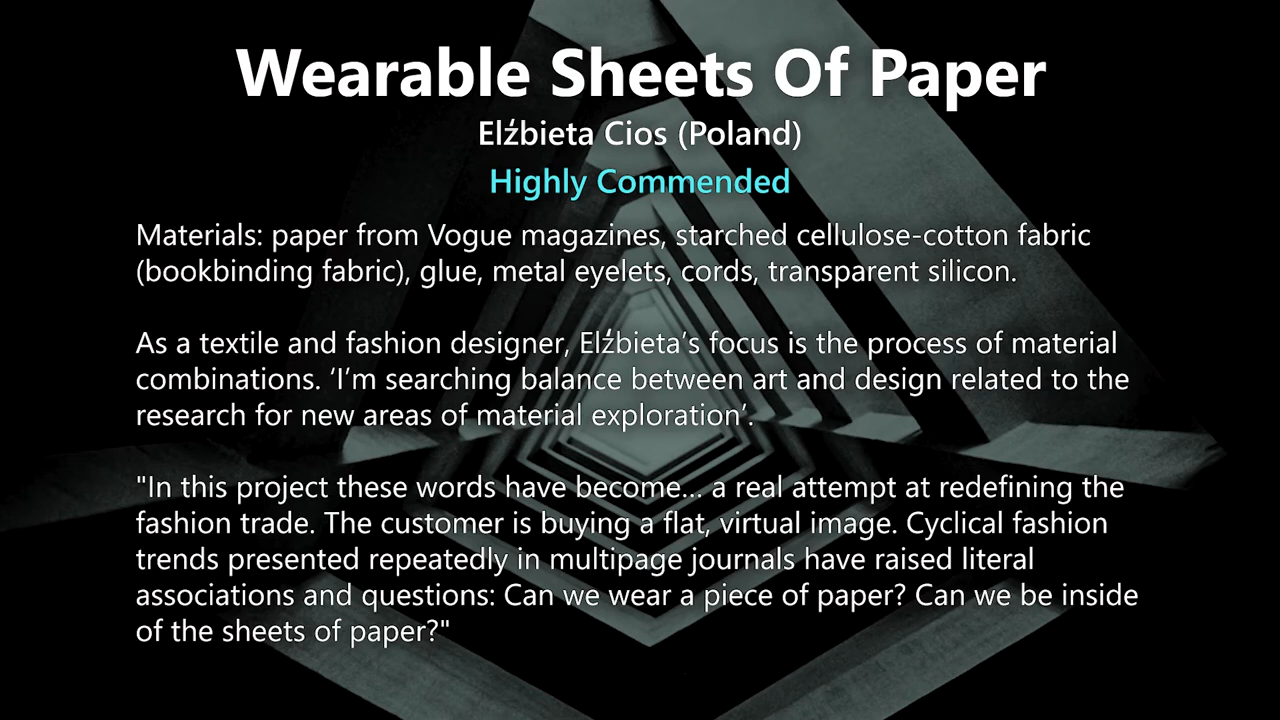 Wearable Sheets Of Paper
Elźbieta Cios (Poland)
Highly Commended
Materials: paper from Vogue magazines, starched cellulose-cotton fabric
(bookbinding fabric), glue, metal eyelets, cords, transparent silicon.
As a textile and fashion designer, Elźbieta’s focus is the process of material
combinations. ‘I’m searching balance between art and design related to the
research for new areas of material exploration’.
"In this project these words have become... a real attempt at redefining the
fashion trade. The customer is buying a flat, virtual image. Cyclical fashion
trends presented repeatedly in multipage journals have raised literal
associations and questions: Can we wear a piece of paper? Can we be inside
of the sheets of paper?"